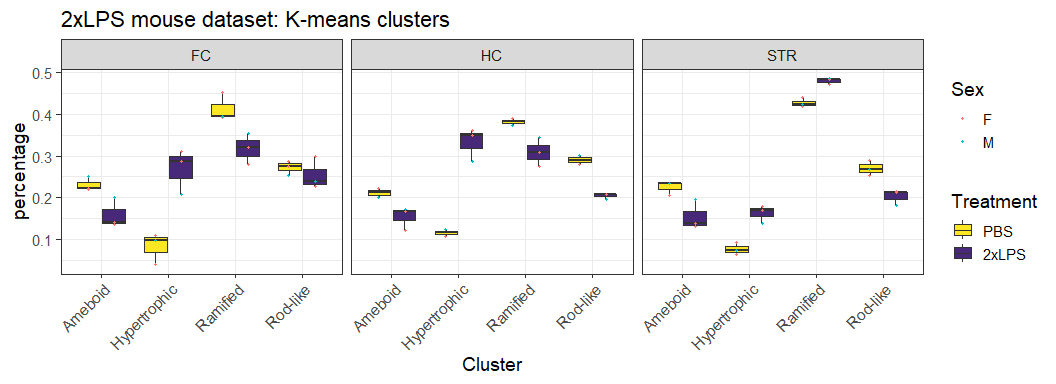 2xLPS mouse dataset: K-means clusters
FC
HC
STR
percentage
0.5
0.4
0.3
0.2
0.1
Ameboid
Hypertrophic
Ramified
Rod-like
Ameboid
Hypertrophic
Ramified
Rod-like
Ameboid
Hypertrophic
Ramified
Rod-like
Cluster
Sex
F
M
Treatment
PBS
2xLPS